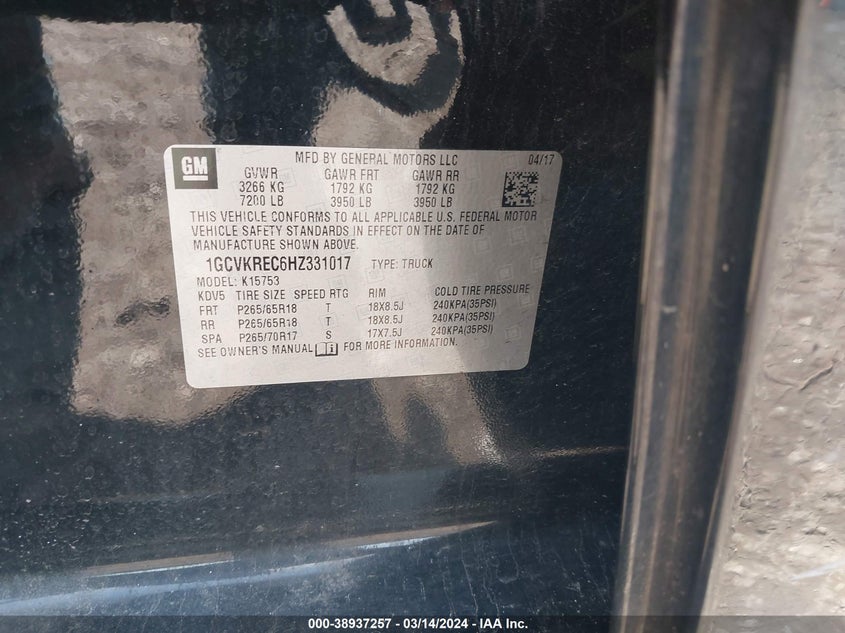 GM
MFD BY GENERAL MOTORS LLC 04/17
GVWR GAWR FRT GAWR RR
3266 KG 1792 KG 1792 KG
7200 LB 3950 LB 3950 LB
THIS VEHICLE CONFORMS TO ALL APPLICABLE U.S. FEDERAL MOTOR
VEHICLE SAFETY STANDARDS IN EFFECT ON THE DATE OF
MANUFACTURE SHOWN ABOVE.
1GCVKREC6HZ331017 TYPE: TRUCK
MODEL: K15753
KDV5 TIRE SIZE SPEED RTG RIM COLD TIRE PRESSURE
FRT P265/65R18 T 18X8.5J 240KPA(35PSI)
RR P265/65R18 T 18X8.5J 240KPA(35PSI)
SPA P265/70R17 S 17X7.5J 240KPA(35PSI)
SEE OWNER'S MANUAL FOR MORE INFORMATION.
000-38937257 - 03/14/2024 - IAA Inc.